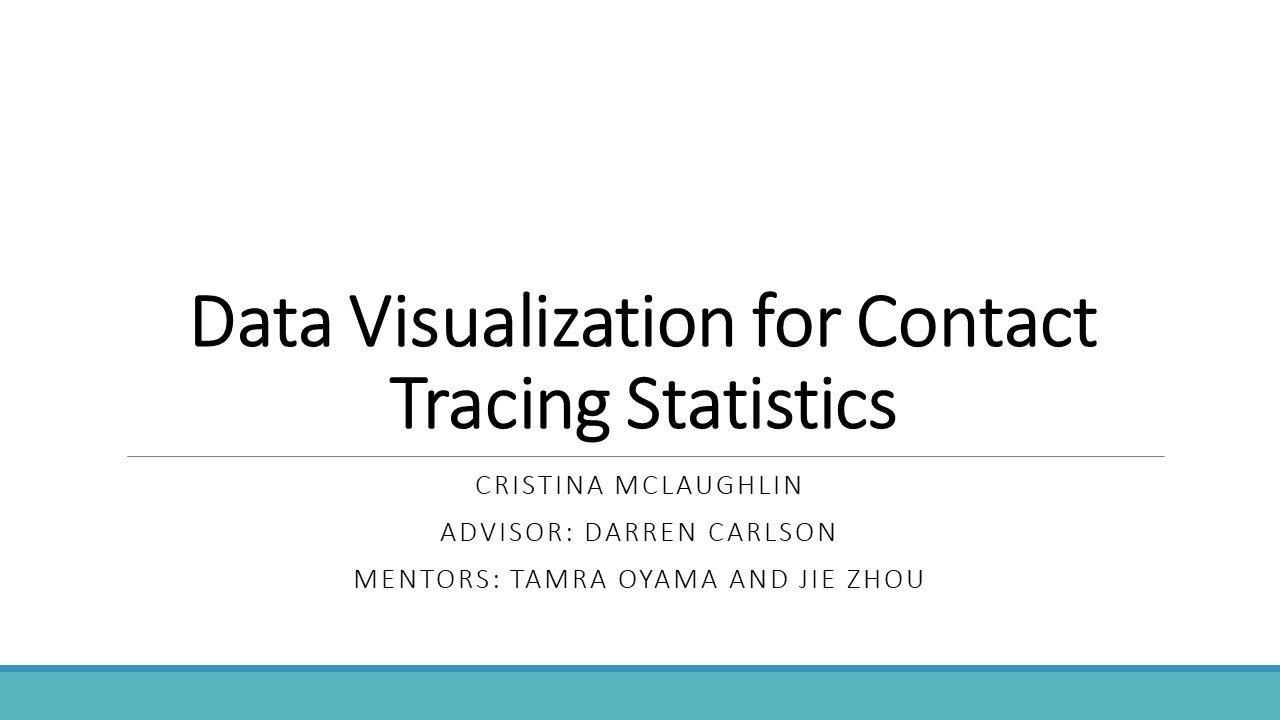 Data Visualization for Contact
Tracing Statistics
CRISTINA MCLAUGHLIN
ADVISOR: DARREN CARLSON
MENTORS: TAMRA OYAMA AND JIE ZHOU